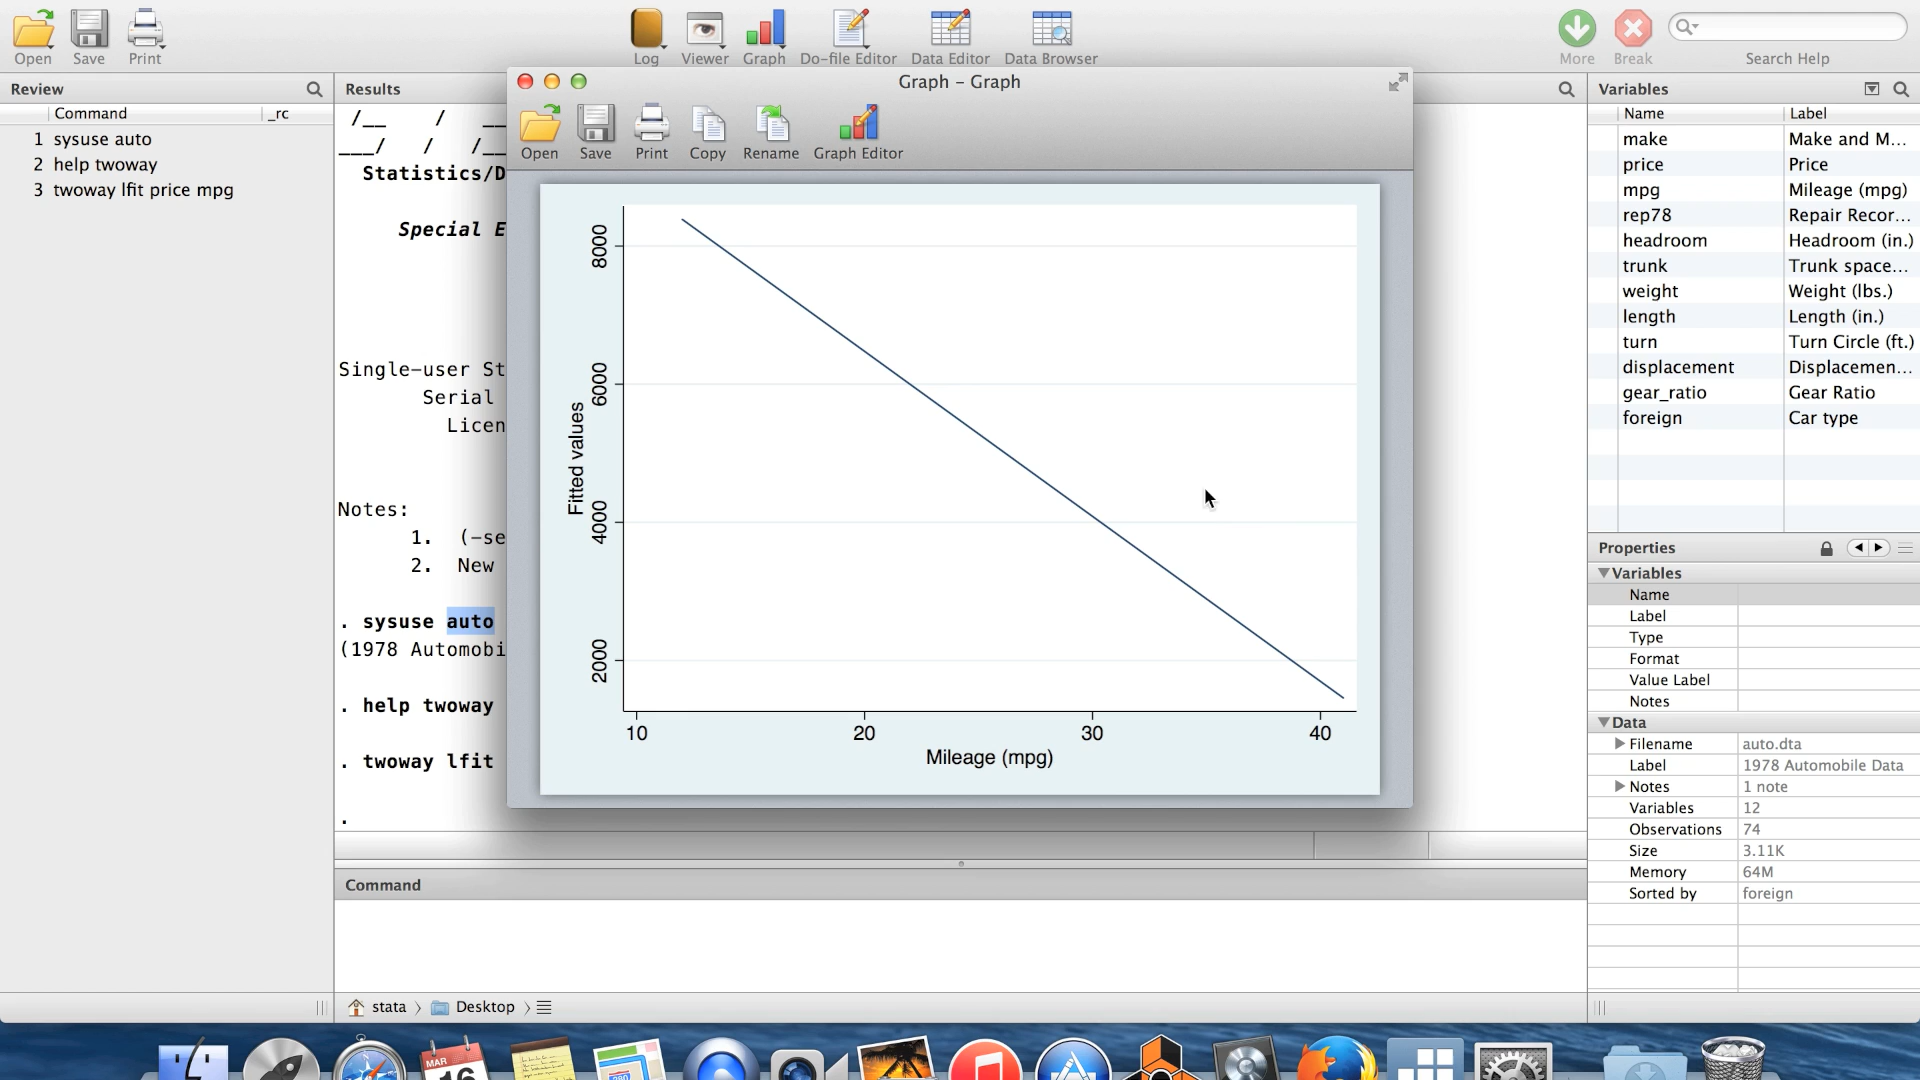 Open Save Print Log Viewer Graph Do-file Editor Data Editor Data Browser More Break Search Help
Review
Command _rc
1 sysuse auto
2 help twoway
3 twoway lfit price mpg
Results
/__ / __
___/ / /__
Statistics/D
Special E
Single-user St
Serial
Licen
Notes:
1. (-se
2. New
. sysuse auto
(1978 Automobi
. help twoway
. twoway lfit
.
Graph – Graph
Open Save Print Copy Rename Graph Editor
Fitted values
8000
6000
4000
2000
10 20 30 40
Mileage (mpg)
Command
stata Desktop
Variables
Name Label
make Make and M...
price Price
mpg Mileage (mpg)
rep78 Repair Recor...
headroom Headroom (in.)
trunk Trunk space...
weight Weight (lbs.)
length Length (in.)
turn Turn Circle (ft.)
displacement Displacemen...
gear_ratio Gear Ratio
foreign Car type
Properties
Variables
Name
Label
Type
Format
Value Label
Notes
Data
Filename auto.dta
Label 1978 Automobile Data
Notes 1 note
Variables 12
Observations 74
Size 3.11K
Memory 64M
Sorted by foreign
MAR
16